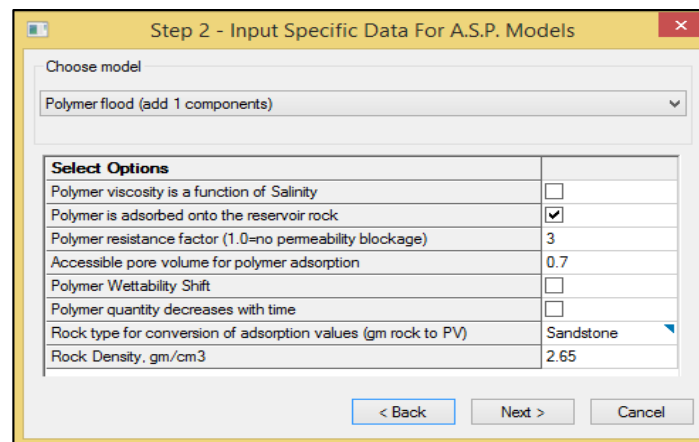 Step 2 - Input Specific Data For A.S.P. Models
Choose model
Polymer flood (add 1 components)
Select Options
Polymer viscosity is a function of Salinity
Polymer is adsorbed onto the reservoir rock
Polymer resistance factor (1.0=no permeability blockage) 3
Accessible pore volume for polymer adsorption 0.7
Polymer Wettability Shift
Polymer quantity decreases with time
Rock type for conversion of adsorption values (gm rock to PV) Sandstone
Rock Density, gm/cm3 2.65
< Back Next > Cancel